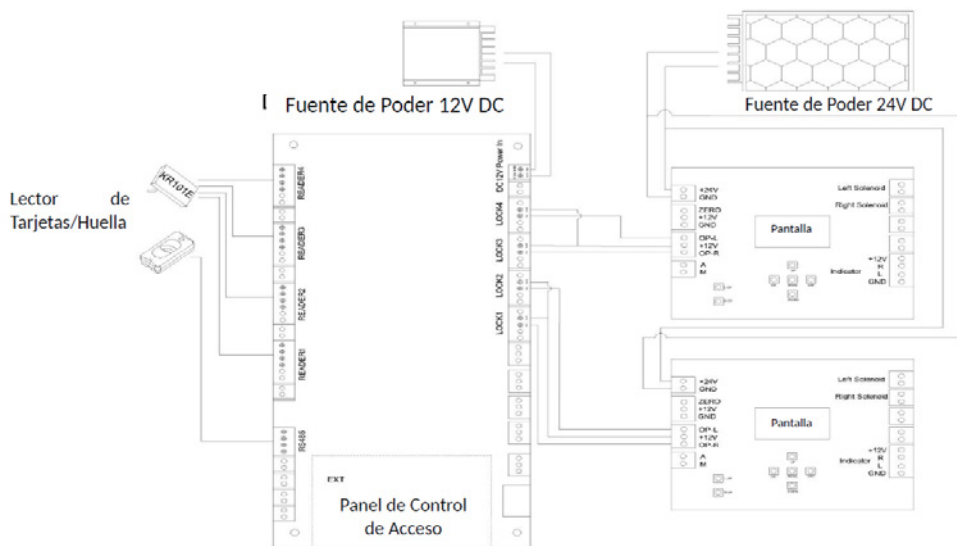 Fuente de Poder 12V DC
Fuente de Poder 24V DC
Lector de
Tarjetas/Huella
KR101E
READER4
READER3
READER2
READER1
RS485
DC12V Power In
LOCK4
LOCK3
LOCK2
LOCK1
EXT
Panel de Control
de Acceso
+24V
GND
ZERO
+12V
GND
OP-L
+12V
OP-R
A
M
Pantalla
Left Solenoid
Right Solenoid
+12V
Indicator
R
L
GND
+24V
GND
ZERO
+12V
GND
OP-L
+12V
OP-R
A
M
Pantalla
Left Solenoid
Right Solenoid
+12V
Indicator
R
L
GND